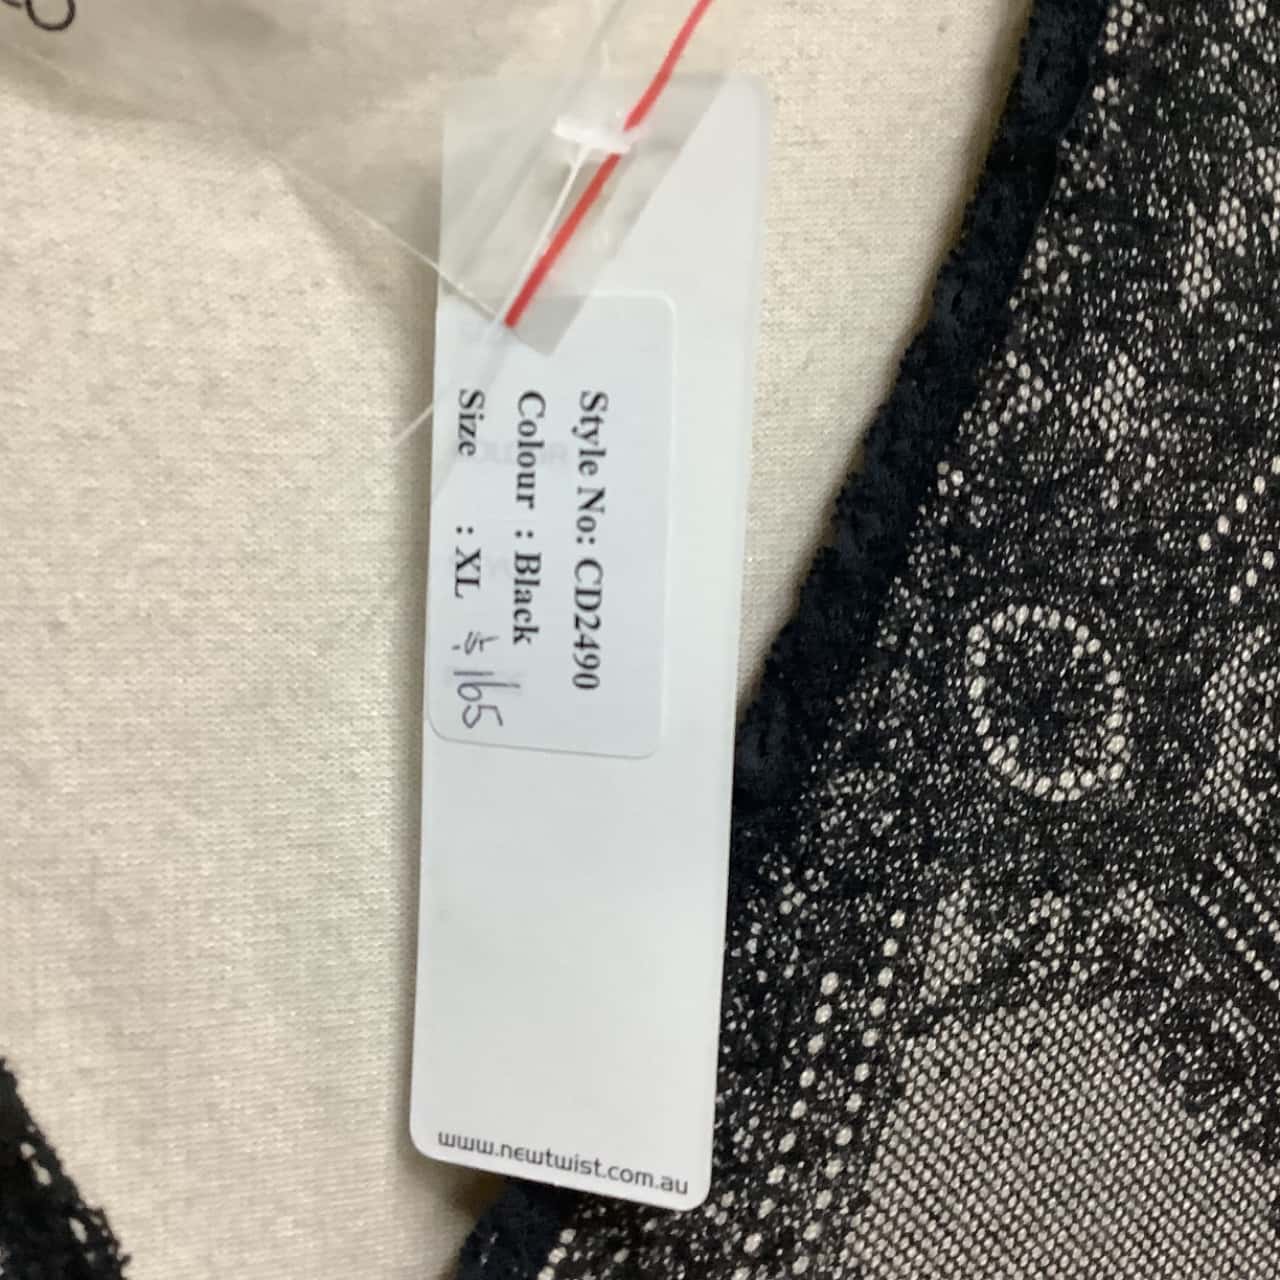 Style No: CD2490
Colour : Black
Size : XL
$165
www.newtwist.com.au